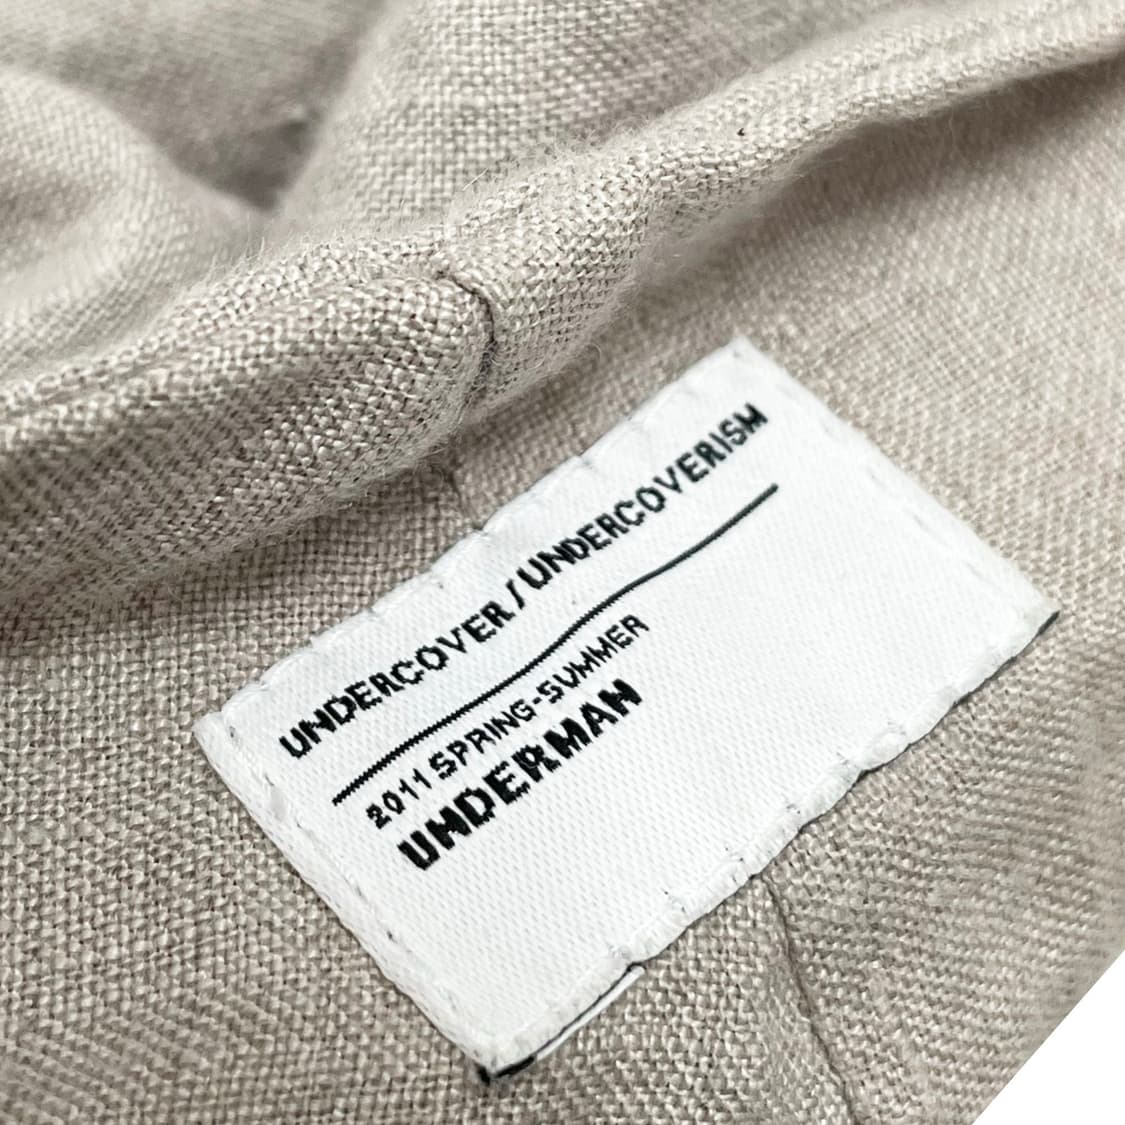 UNDERCOVER / UNDERCOVERISM
2011 SPRING-SUMMER
UNDERMAN